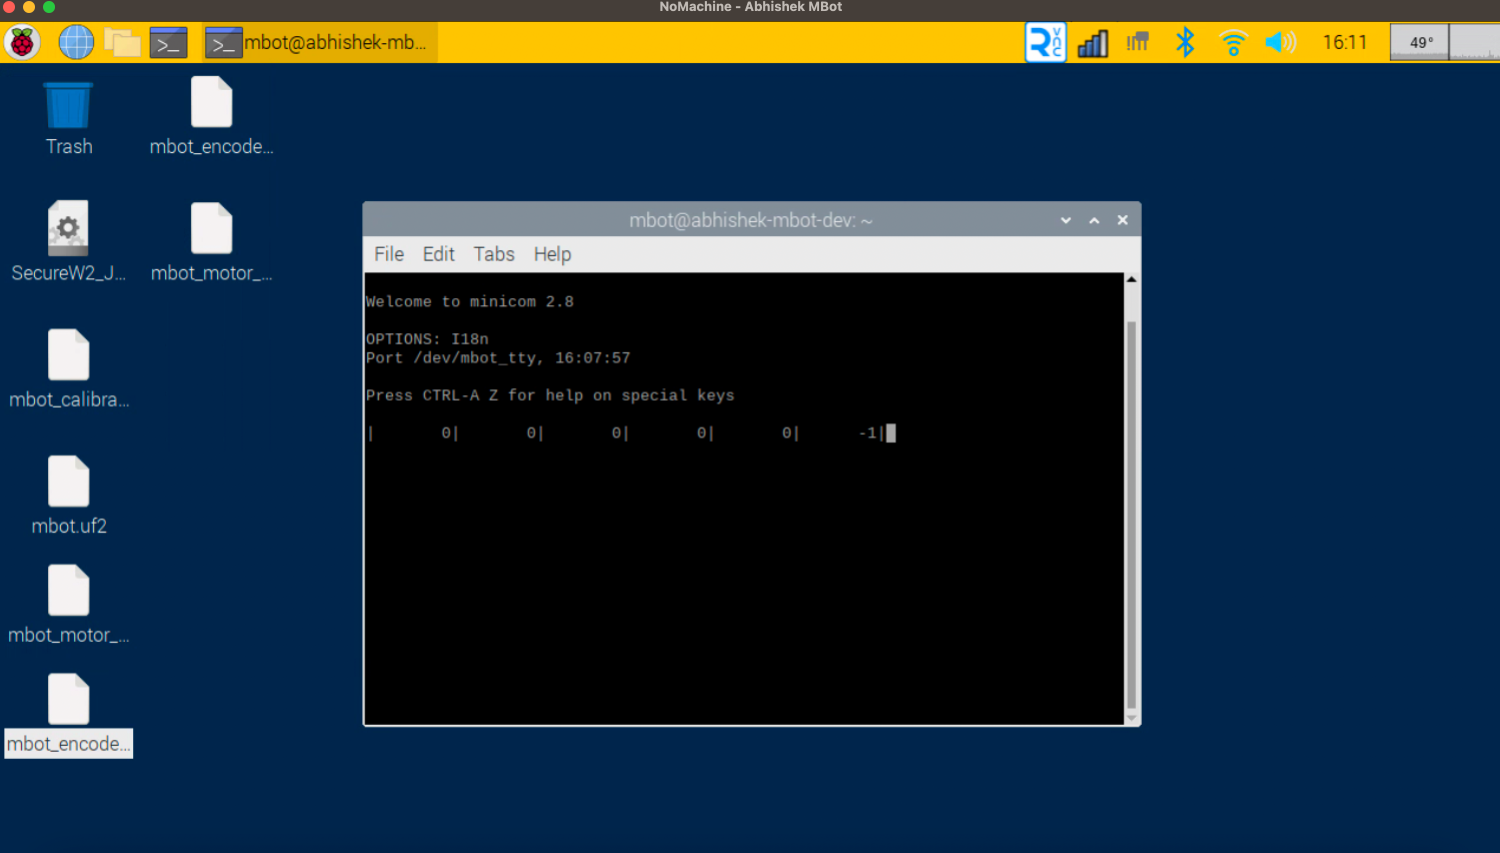 NoMachine - Abhishek MBot
mbot@abhishek-mb...
VNC
16:11
49°
Trash
mbot_encode...
SecureW2_J...
mbot_motor_...
mbot_calibra...
mbot.uf2
mbot_motor_...
mbot_encode...
mbot@abhishek-mbot-dev: ~
File Edit Tabs Help
Welcome to minicom 2.8
OPTIONS: I18n
Port /dev/mbot_tty, 16:07:57
Press CTRL-A Z for help on special keys
| 0| 0| 0| 0| 0| -1|